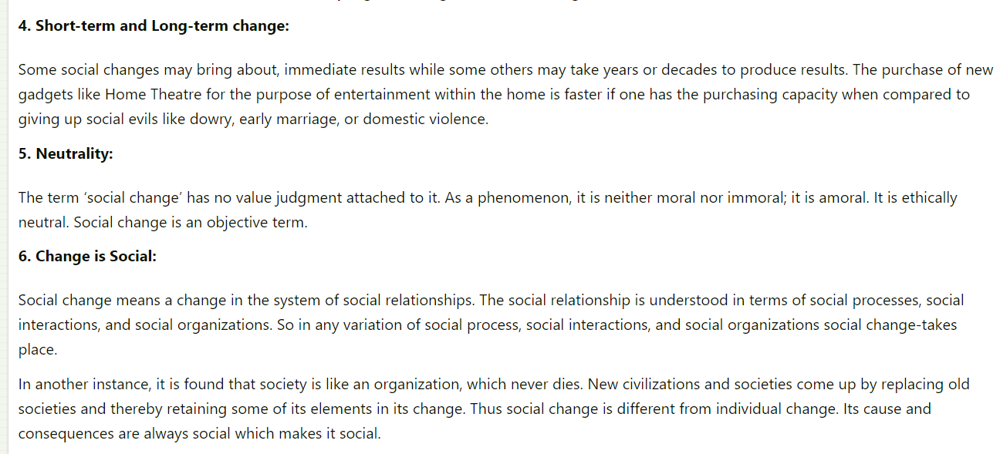 4. Short-term and Long-term change:
Some social changes may bring about, immediate results while some others may take years or decades to produce results. The purchase of new
gadgets like Home Theatre for the purpose of entertainment within the home is faster if one has the purchasing capacity when compared to
giving up social evils like dowry, early marriage, or domestic violence.
5. Neutrality:
The term ‘social change’ has no value judgment attached to it. As a phenomenon, it is neither moral nor immoral; it is amoral. It is ethically
neutral. Social change is an objective term.
6. Change is Social:
Social change means a change in the system of social relationships. The social relationship is understood in terms of social processes, social
interactions, and social organizations. So in any variation of social process, social interactions, and social organizations social change-takes
place.
In another instance, it is found that society is like an organization, which never dies. New civilizations and societies come up by replacing old
societies and thereby retaining some of its elements in its change. Thus social change is different from individual change. Its cause and
consequences are always social which makes it social.